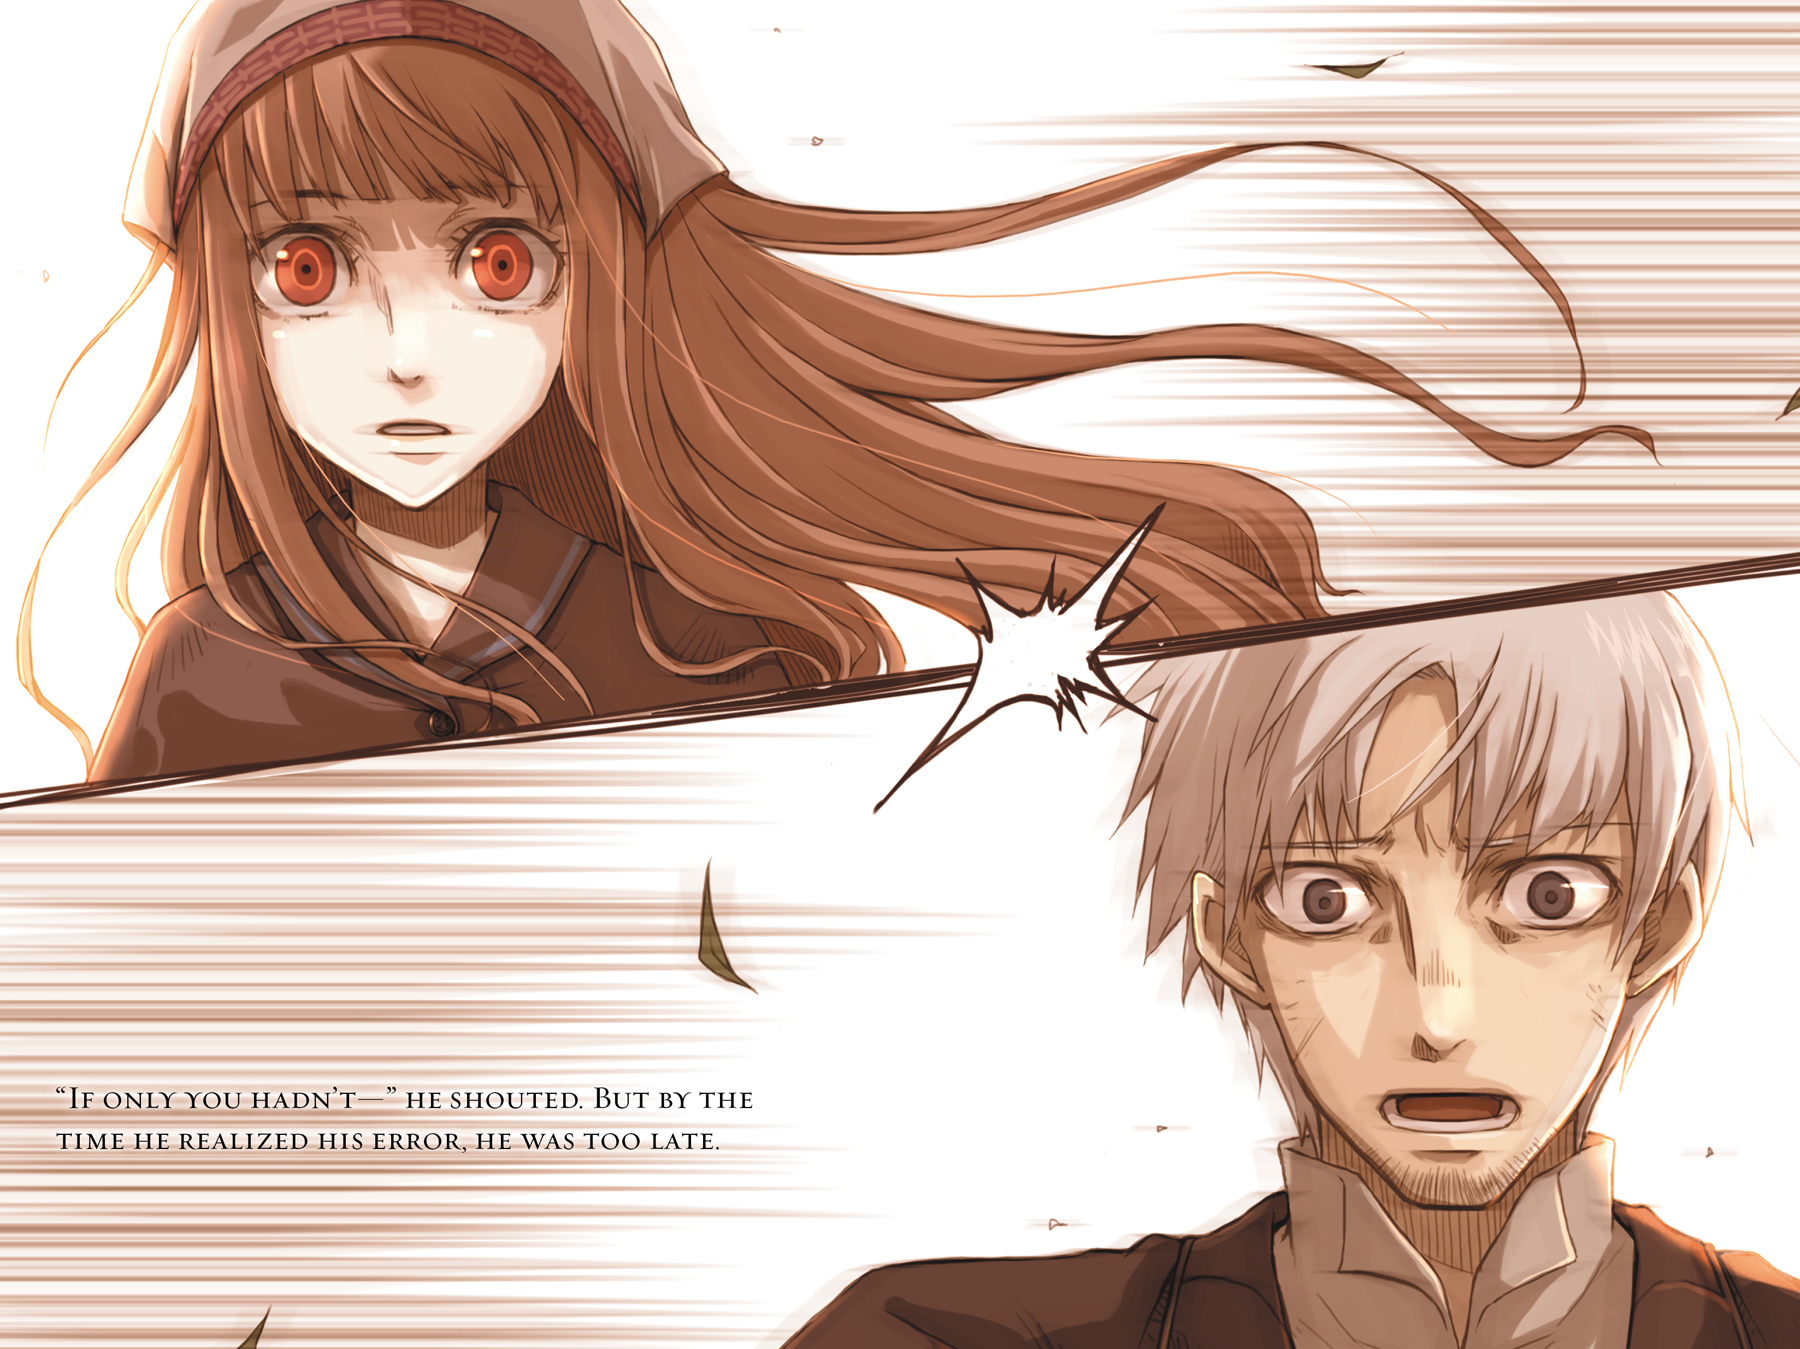 “If only you hadn’t—” he shouted. But by the
time he realized his error, he was too late.